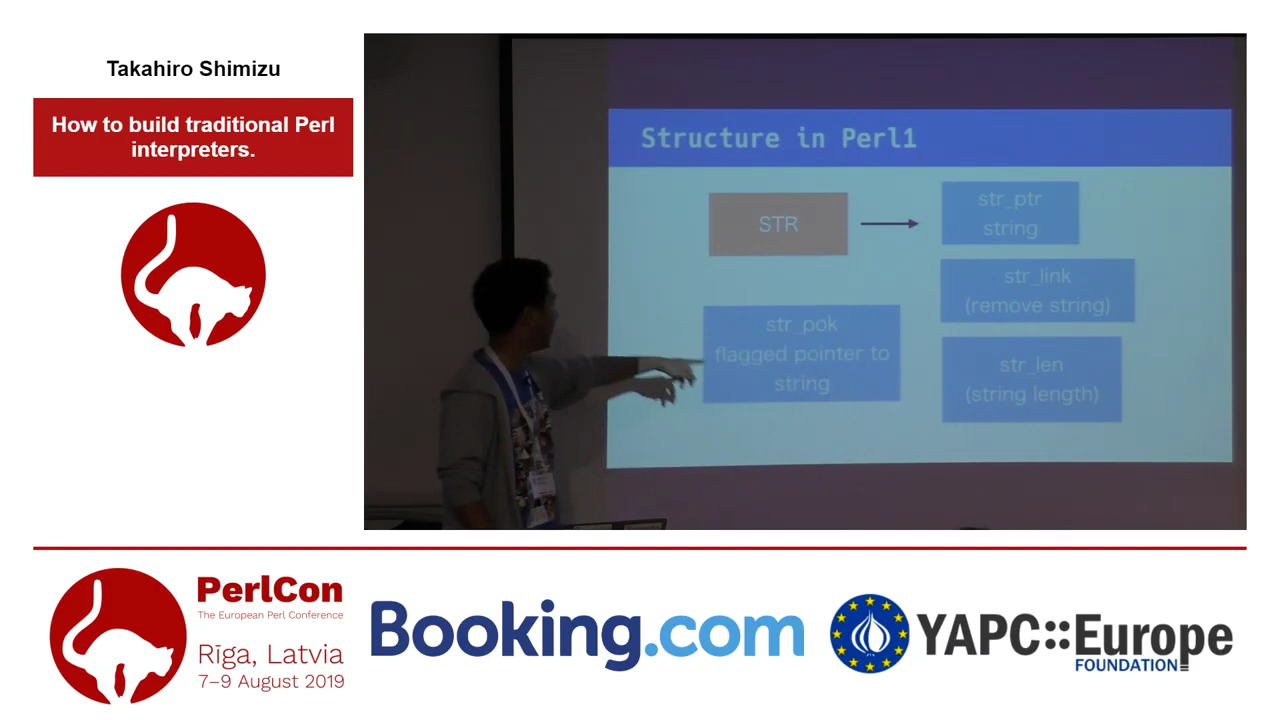 Takahiro Shimizu
How to build traditional Perl
interpreters.
Structure in Perl1
STR
str_ptr
string
str_link
(remove string)
str_pok
flagged pointer to
string
str_len
(string length)
PerlCon
The European Perl Conference
Rīga, Latvia
7–9 August 2019
Booking.com
YAPC::Europe
FOUNDATION